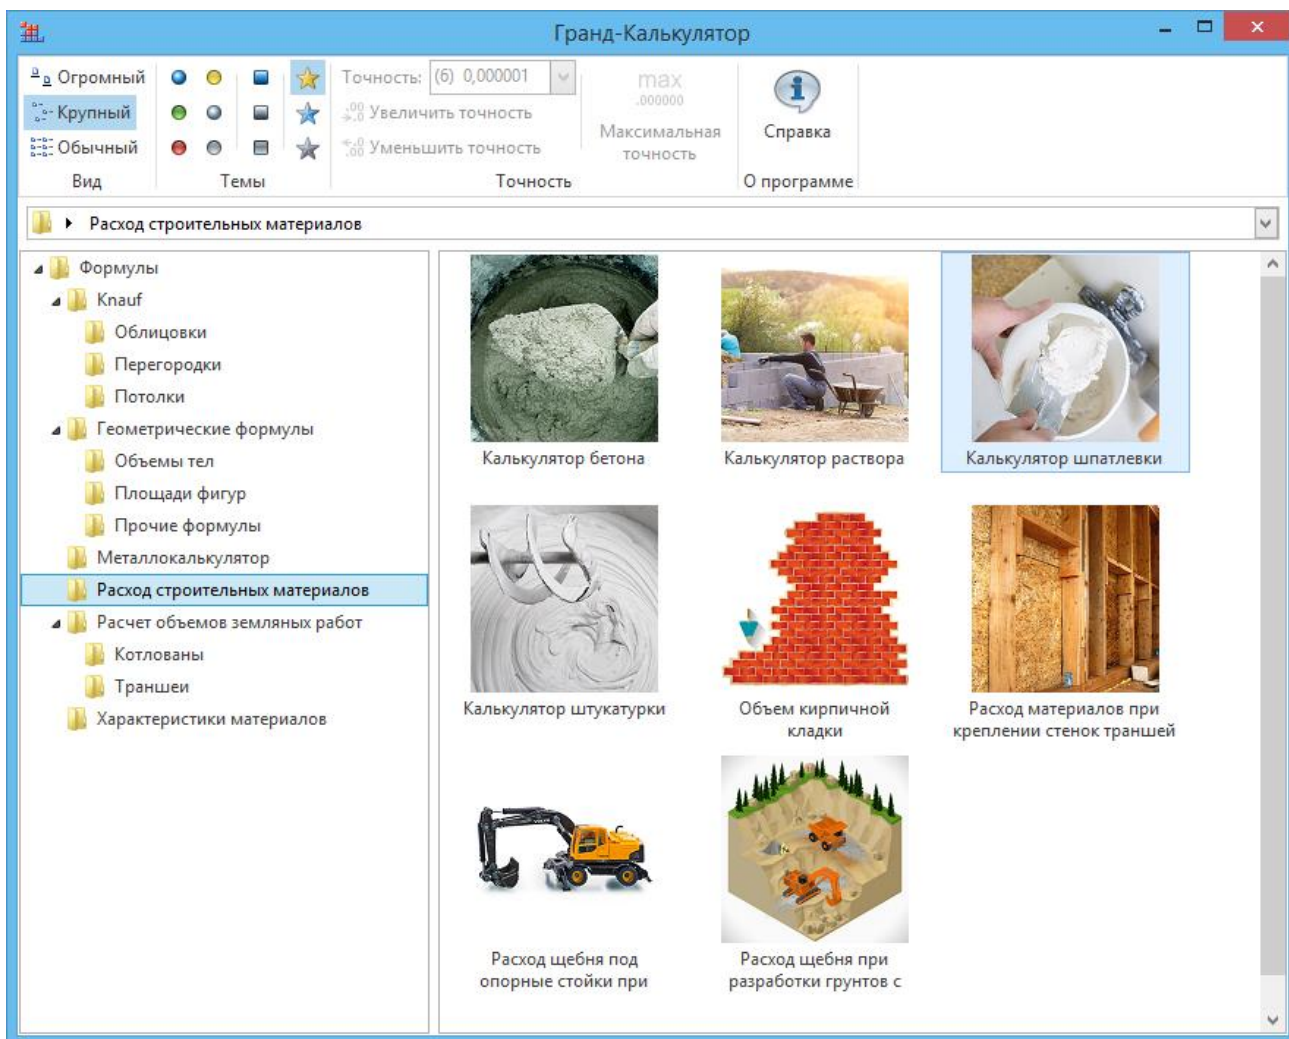 Гранд-Калькулятор
Огромный
Крупный
Обычный
Вид
Темы
Точность: (6) 0,000001
Увеличить точность
Уменьшить точность
max
.000000
Максимальная
точность
Точность
Справка
О программе
Расход строительных материалов
Формулы
Knauf
Облицовки
Перегородки
Потолки
Геометрические формулы
Объемы тел
Площади фигур
Прочие формулы
Металлокалькулятор
Расход строительных материалов
Расчет объемов земляных работ
Котлованы
Траншеи
Характеристики материалов
Калькулятор бетона
Калькулятор раствора
Калькулятор шпатлевки
Калькулятор штукатурки
Объем кирпичной
кладки
Расход материалов при
креплении стенок траншей
Расход щебня под
опорные стойки при
Расход щебня при
разработки грунтов с